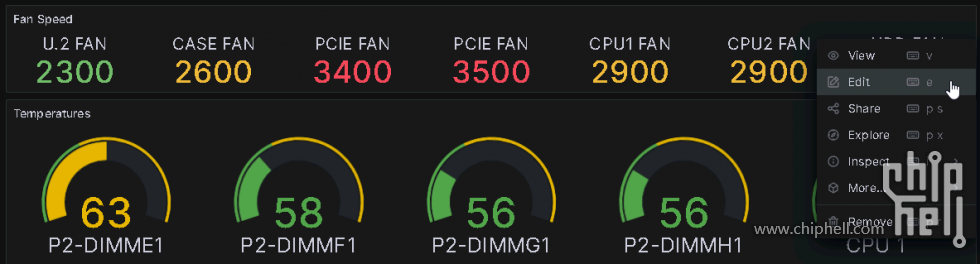 Fan Speed
U.2 FAN CASE FAN PCIE FAN PCIE FAN CPU1 FAN CPU2 FAN
2300 2600 3400 3500 2900 2900
View v
Edit e
Share p s
Explore p x
Inspect
More...
Remove
Temperatures
63 58 56 56
P2-DIMME1 P2-DIMMF1 P2-DIMMG1 P2-DIMMH1 CPU 1
www.chiphell.com
chip
hell